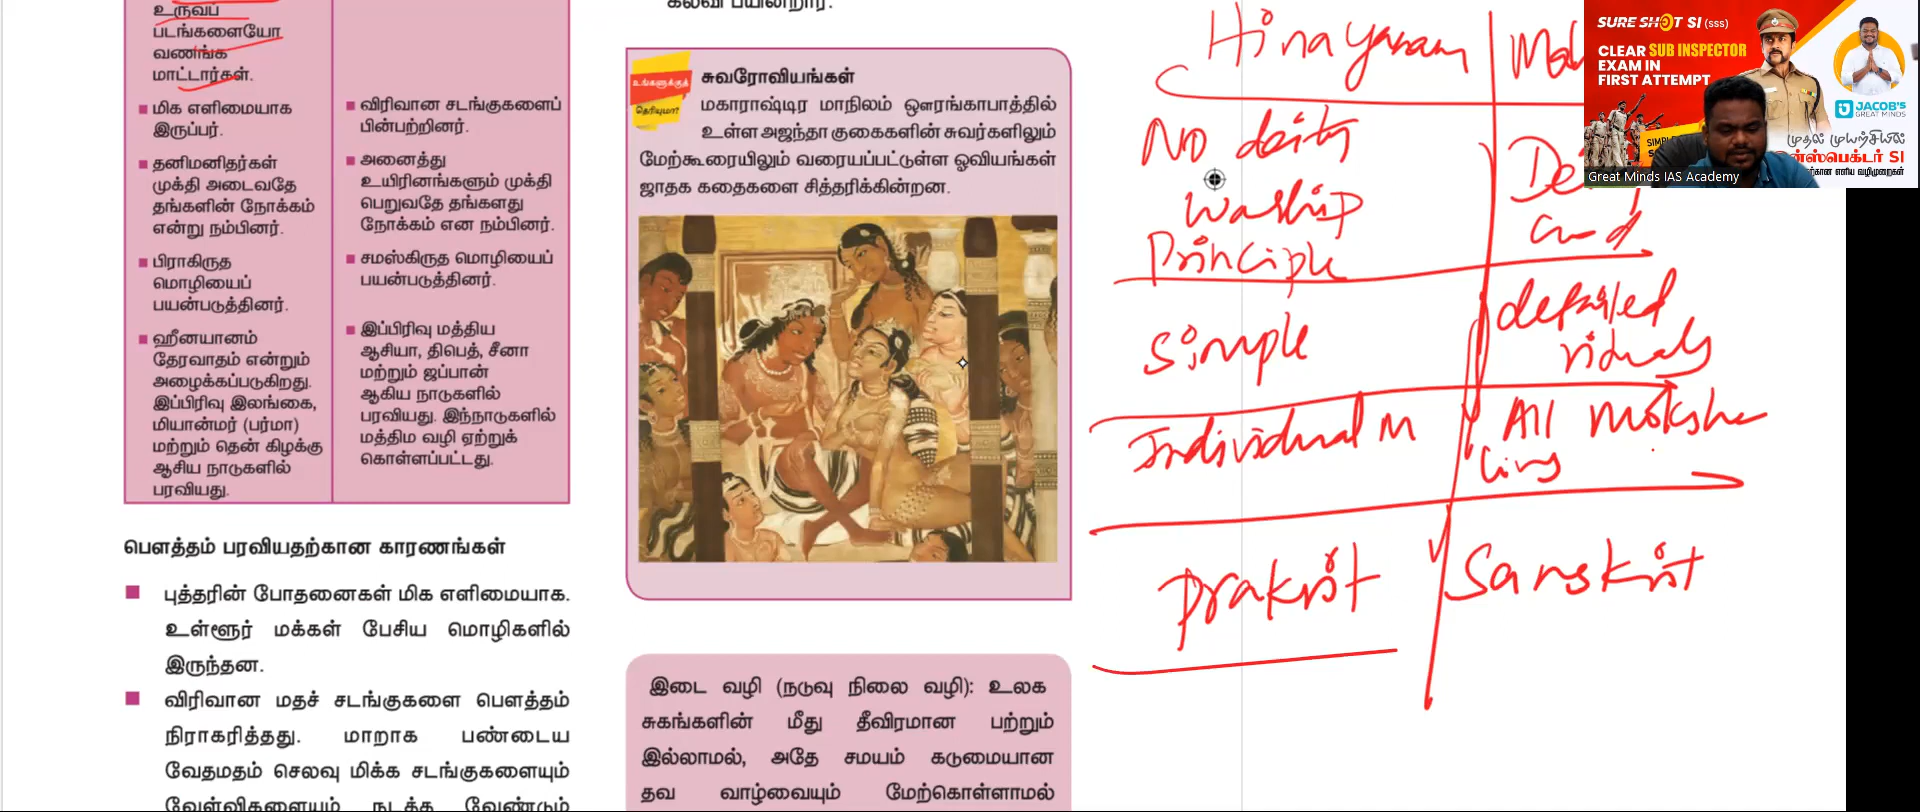 உருவப்
படங்களையோ
வணங்க
மாட்டார்கள்.
மிக எளிமையாக
இருப்பர்.
தனிமனிதர்கள்
முக்தி அடைவதே
தங்களின் நோக்கம்
என்று நம்பினர்.
பிராகிருத
மொழியைப்
பயன்படுத்தினர்.
ஹீனயானம்
தேரவாதம் என்றும்
அழைக்கப்படுகிறது.
இப்பிரிவு இலங்கை,
மியான்மர் (பர்மா)
மற்றும் தென் கிழக்கு
ஆசிய நாடுகளில்
பரவியது.
விரிவான சடங்குகளைப்
பின்பற்றினர்.
அனைத்து
உயிரினங்களும் முக்தி
பெறுவதே தங்களது
நோக்கம் என நம்பினர்.
சமஸ்கிருத மொழியைப்
பயன்படுத்தினர்.
இப்பிரிவு மத்திய
ஆசியா, திபெத், சீனா
மற்றும் ஜப்பான்
ஆகிய நாடுகளில்
பரவியது. இந்நாடுகளில்
மத்திம வழி ஏற்றுக்
கொள்ளப்பட்டது.
பௌத்தம் பரவியதற்கான காரணங்கள்
புத்தரின் போதனைகள் மிக எளிமையாக.
உள்ளூர் மக்கள் பேசிய மொழிகளில்
இருந்தன.
விரிவான மதச் சடங்குகளை பௌத்தம்
நிராகரித்தது. மாறாக பண்டைய
வேதமதம் செலவு மிக்க சடங்குகளையும்
வேள்விகளையும் நடத்த வேண்டும்
கல்வி பயின்றார்.
உங்களுக்குத்
தெரியுமா?
சுவரோவியங்கள்
மகாராஷ்டிர மாநிலம் ஔரங்காபாத்தில்
உள்ள அஜந்தா குகைகளின் சுவர்களிலும்
மேற்கூரையிலும் வரையப்பட்டுள்ள ஓவியங்கள்
ஜாதக கதைகளை சித்தரிக்கின்றன.
இடை வழி (நடுவு நிலை வழி): உலக
சுகங்களின் மீது தீவிரமான பற்றும்
இல்லாமல், அதே சமயம் கடுமையான
தவ வாழ்வையும் மேற்கொள்ளாமல்
Hinayanam
No deity
worship
Principle
and
Simple
detailed
rituals
Individual M
All Moksha
living
Prakrit
Sanskrit
SURE SHOT SI (sss)
CLEAR SUB INSPECTOR
EXAM IN
FIRST ATTEMPT
JACOB'S
GREAT MINDS
முதல் முயற்சியில்
Great Minds IAS Academy